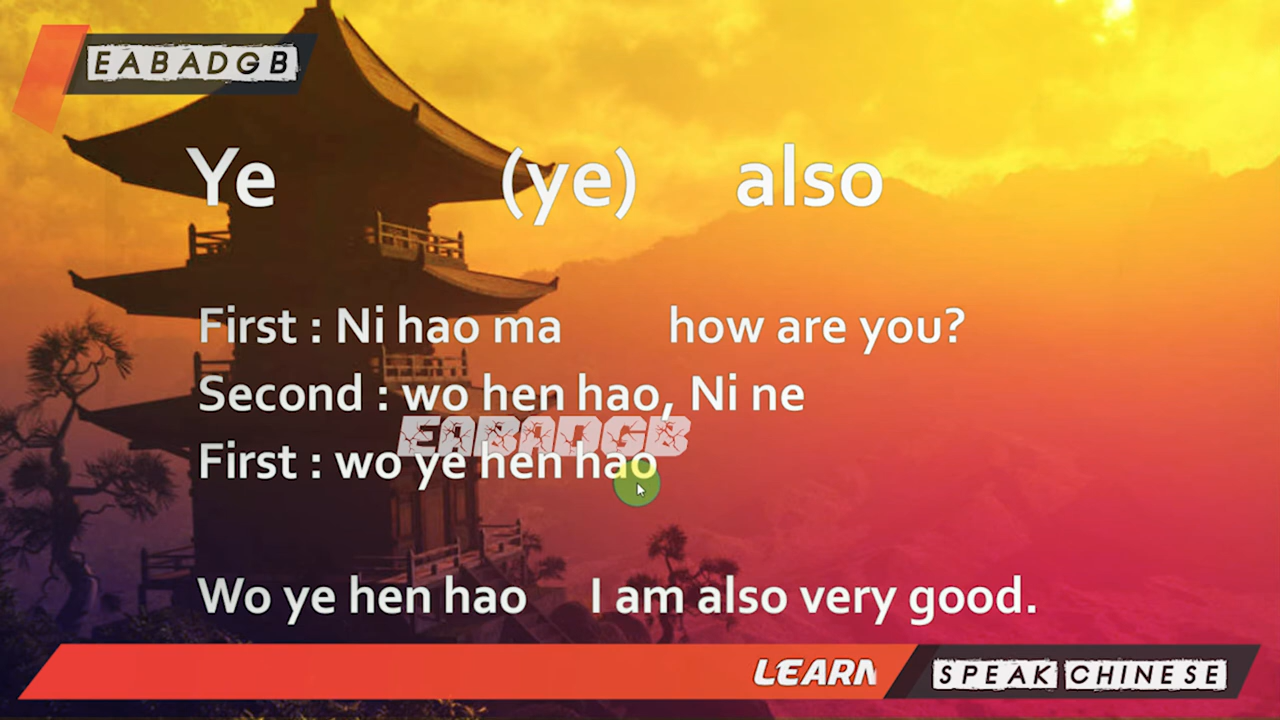 EABADGB
Ye (ye) also
First : Ni hao ma how are you?
Second : wo hen hao, Ni ne
EABADGB
First : wo ye hen hao
Wo ye hen hao I am also very good.
LEARN SPEAK CHINESE